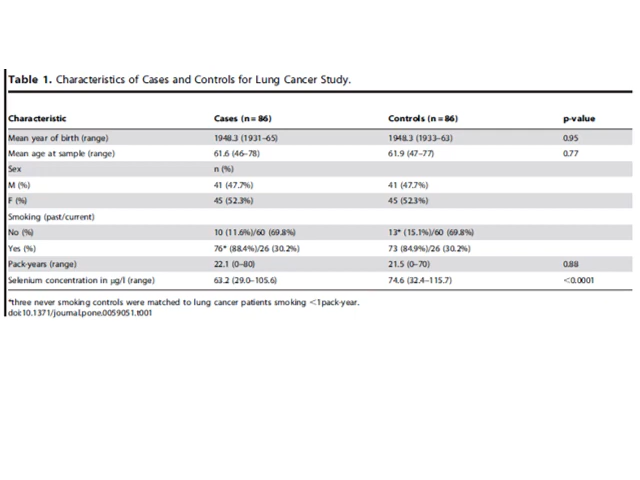 Table 1. Characteristics of Cases and Controls for Lung Cancer Study.
Characteristic Cases (n = 86) Controls (n = 86) p-value
Mean year of birth (range) 1948.3 (1931–65) 1948.3 (1933–63) 0.95
Mean age at sample (range) 61.6 (46–78) 61.9 (47–77) 0.77
Sex n (%)
M (%) 41 (47.7%) 41 (47.7%)
F (%) 45 (52.3%) 45 (52.3%)
Smoking (past/current)
No (%) 10 (11.6%)/60 (69.8%) 13* (15.1%)/60 (69.8%)
Yes (%) 76* (88.4%)/26 (30.2%) 73 (84.9%)/26 (30.2%)
Pack-years (range) 22.1 (0–80) 21.5 (0–70) 0.88
Selenium concentration in µg/l (range) 63.2 (29.0–105.6) 74.6 (32.4–115.7) <0.0001
*three never smoking controls were matched to lung cancer patients smoking <1pack-year.
doi:10.1371/journal.pone.0059051.t001